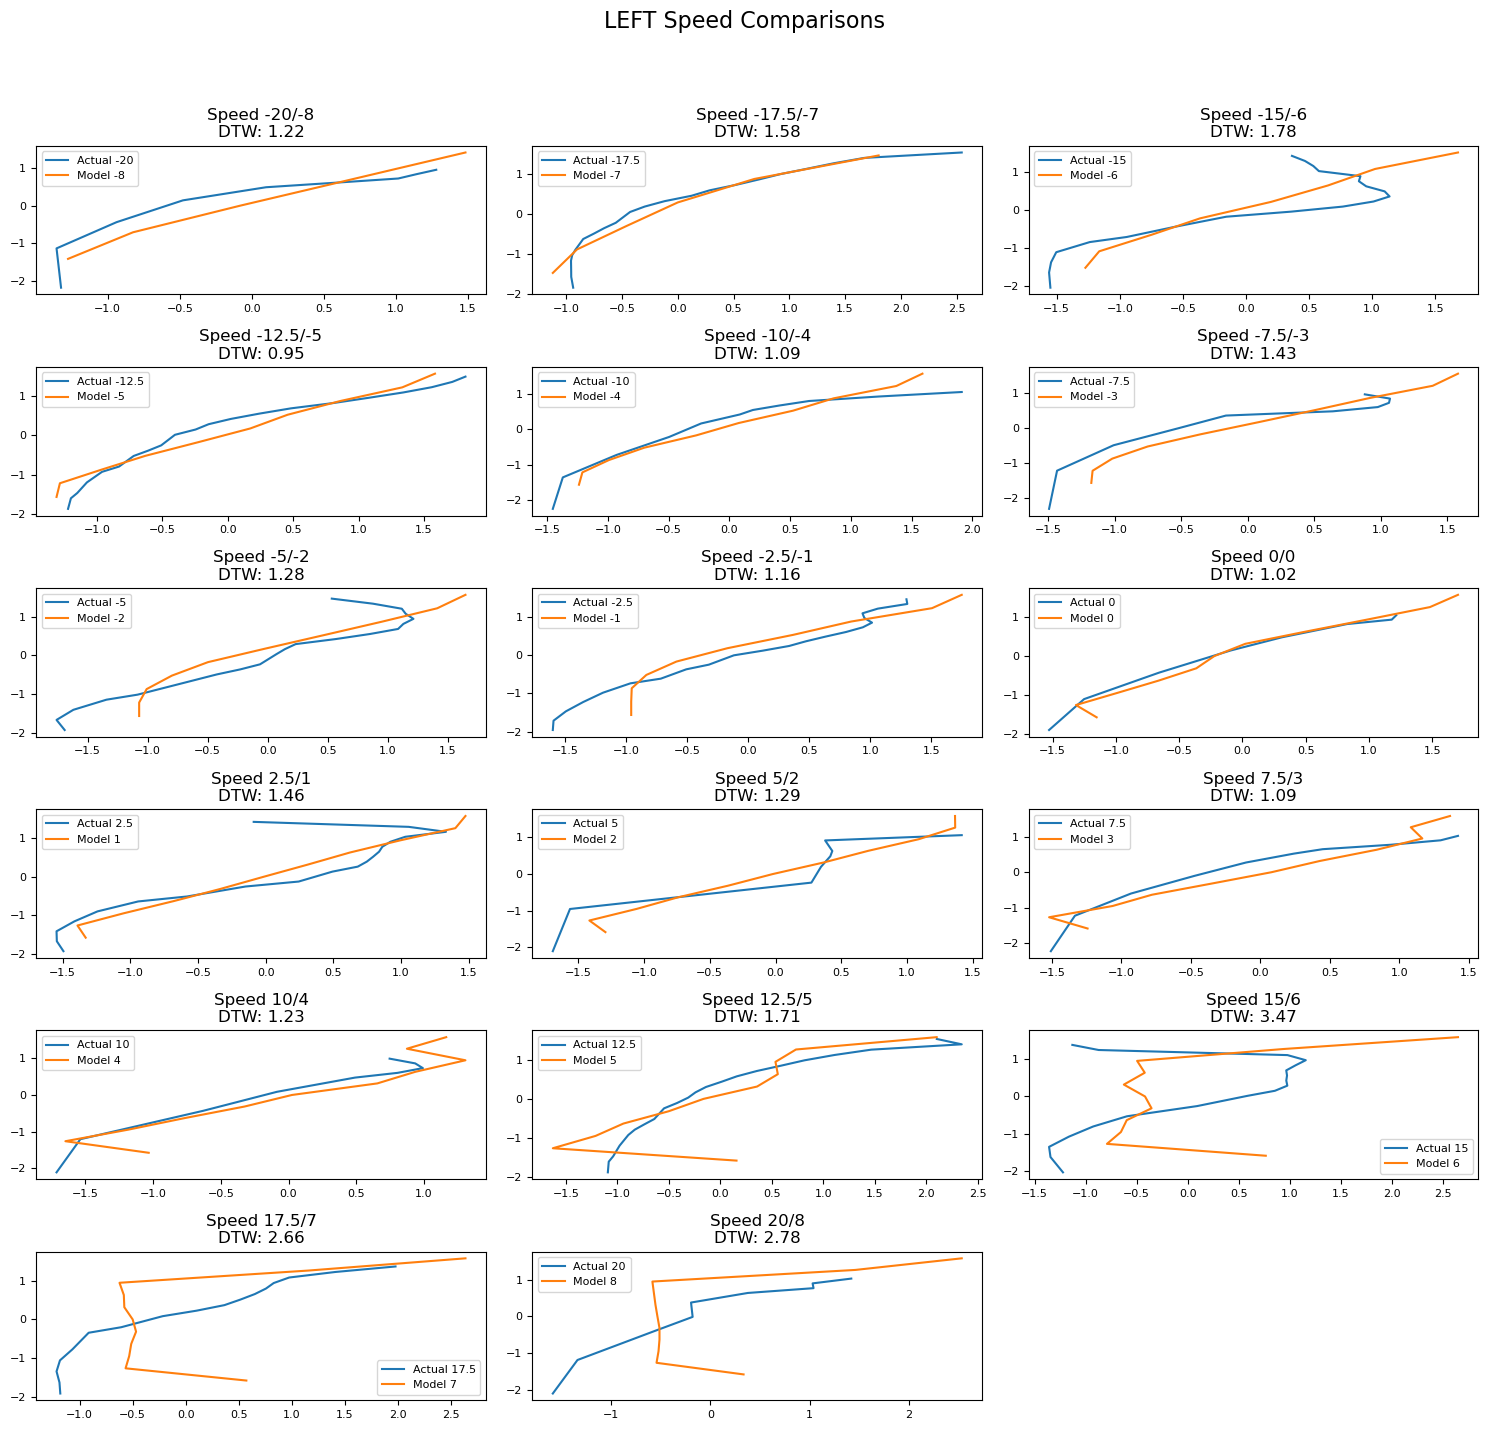 LEFT Speed Comparisons
Speed -20/-8
DTW: 1.22
Actual -20
Model -8
1
0
−1
−2
−1.0
−0.5
0.0
0.5
1.0
1.5
Speed -17.5/-7
DTW: 1.58
Actual -17.5
Model -7
1
0
−1
−2
−1.0
−0.5
0.0
0.5
1.0
1.5
2.0
2.5
Speed -15/-6
DTW: 1.78
Actual -15
Model -6
1
0
−1
−2
−1.5
−1.0
−0.5
0.0
0.5
1.0
1.5
Speed -12.5/-5
DTW: 0.95
Actual -12.5
Model -5
1
0
−1
−2
−1.0
−0.5
0.0
0.5
1.0
1.5
Speed -10/-4
DTW: 1.09
Actual -10
Model -4
1
0
−1
−2
−1.5
−1.0
−0.5
0.0
0.5
1.0
1.5
2.0
Speed -7.5/-3
DTW: 1.43
Actual -7.5
Model -3
1
0
−1
−2
−1.5
−1.0
−0.5
0.0
0.5
1.0
1.5
Speed -5/-2
DTW: 1.28
Actual -5
Model -2
1
0
−1
−2
−1.5
−1.0
−0.5
0.0
0.5
1.0
1.5
Speed -2.5/-1
DTW: 1.16
Actual -2.5
Model -1
1
0
−1
−2
−1.5
−1.0
−0.5
0.0
0.5
1.0
1.5
Speed 0/0
DTW: 1.02
Actual 0
Model 0
1
0
−1
−2
−1.5
−1.0
−0.5
0.0
0.5
1.0
1.5
Speed 2.5/1
DTW: 1.46
Actual 2.5
Model 1
1
0
−1
−2
−1.5
−1.0
−0.5
0.0
0.5
1.0
1.5
Speed 5/2
DTW: 1.29
Actual 5
Model 2
1
0
−1
−2
−1.5
−1.0
−0.5
0.0
0.5
1.0
1.5
Speed 7.5/3
DTW: 1.09
Actual 7.5
Model 3
1
0
−1
−2
−1.5
−1.0
−0.5
0.0
0.5
1.0
1.5
Speed 10/4
DTW: 1.23
Actual 10
Model 4
1
0
−1
−2
−1.5
−1.0
−0.5
0.0
0.5
1.0
Speed 12.5/5
DTW: 1.71
Actual 12.5
Model 5
1
0
−1
−2
−1.5
−1.0
−0.5
0.0
0.5
1.0
1.5
2.0
2.5
Speed 15/6
DTW: 3.47
Actual 15
Model 6
1
0
−1
−2
−1.5
−1.0
−0.5
0.0
0.5
1.0
1.5
2.0
2.5
Speed 17.5/7
DTW: 2.66
Actual 17.5
Model 7
1
0
−1
−2
−1.0
−0.5
0.0
0.5
1.0
1.5
2.0
2.5
Speed 20/8
DTW: 2.78
Actual 20
Model 8
1
0
−1
−2
−1
0
1
2